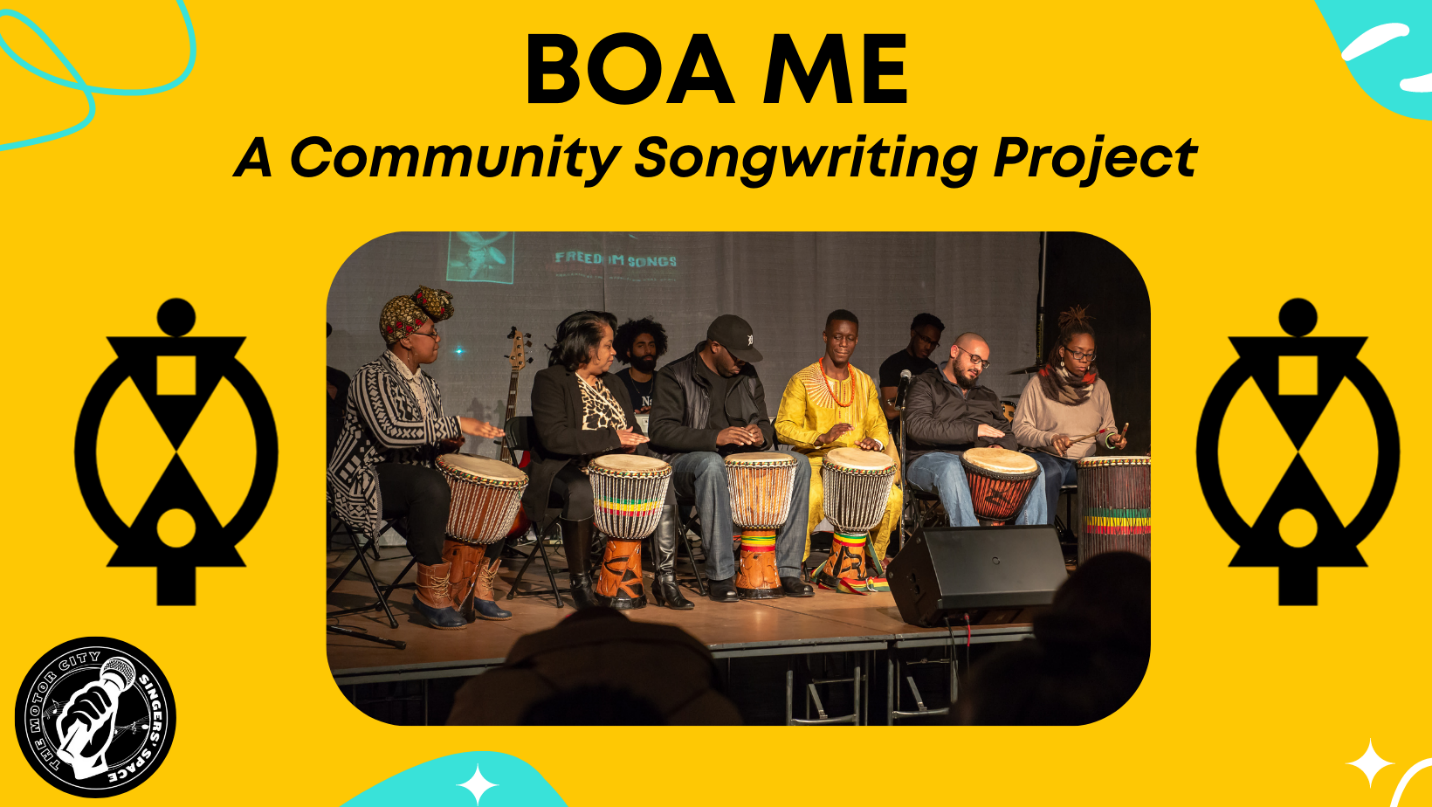 BOA ME
A Community Songwriting Project
FREEDOM SONGS
THE MOTOR CITY
SINGERS' SPACE